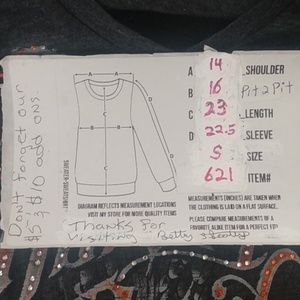 Don't forget our
$5 & $10 add ons.
A
A
B
C
D
C
SWEATER-SWEATSHIRT
A 14 SHOULDER
B 16 Pit 2 Pit
C 23 LENGTH
D 22.5 SLEEVE
S SIZE
621 ITEM#
DIAGRAM REFLECTS MEASUREMENT LOCATIONS
VISIT MY STORE FOR MORE QUALITY ITEMS
MEASUREMENTS (INCHES) ARE TAKEN WHEN
THE CLOTHING IS LAID ON A FLAT SURFACE.
PLEASE COMPARE MEASUREMENTS OF A
FAVORITE ALIKE ITEM FOR A PERFECT FIT!
Thanks for
Visiting Betty